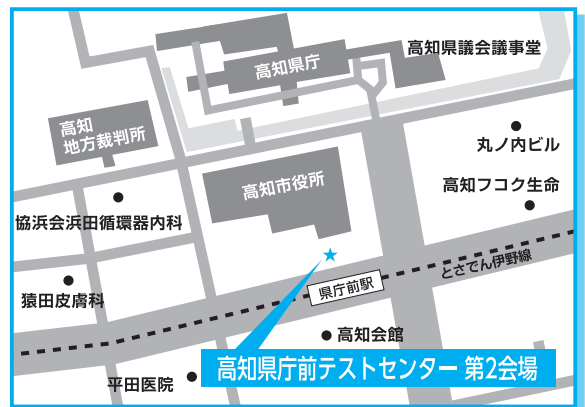 高知県議会議事堂
高知県庁
高知
地方裁判所
丸ノ内ビル
高知市役所
高知フコク生命
協浜会浜田循環器内科
とさでん伊野線
猿田皮膚科
県庁前駅
高知会館
高知県庁前テストセンター 第2会場
平田医院